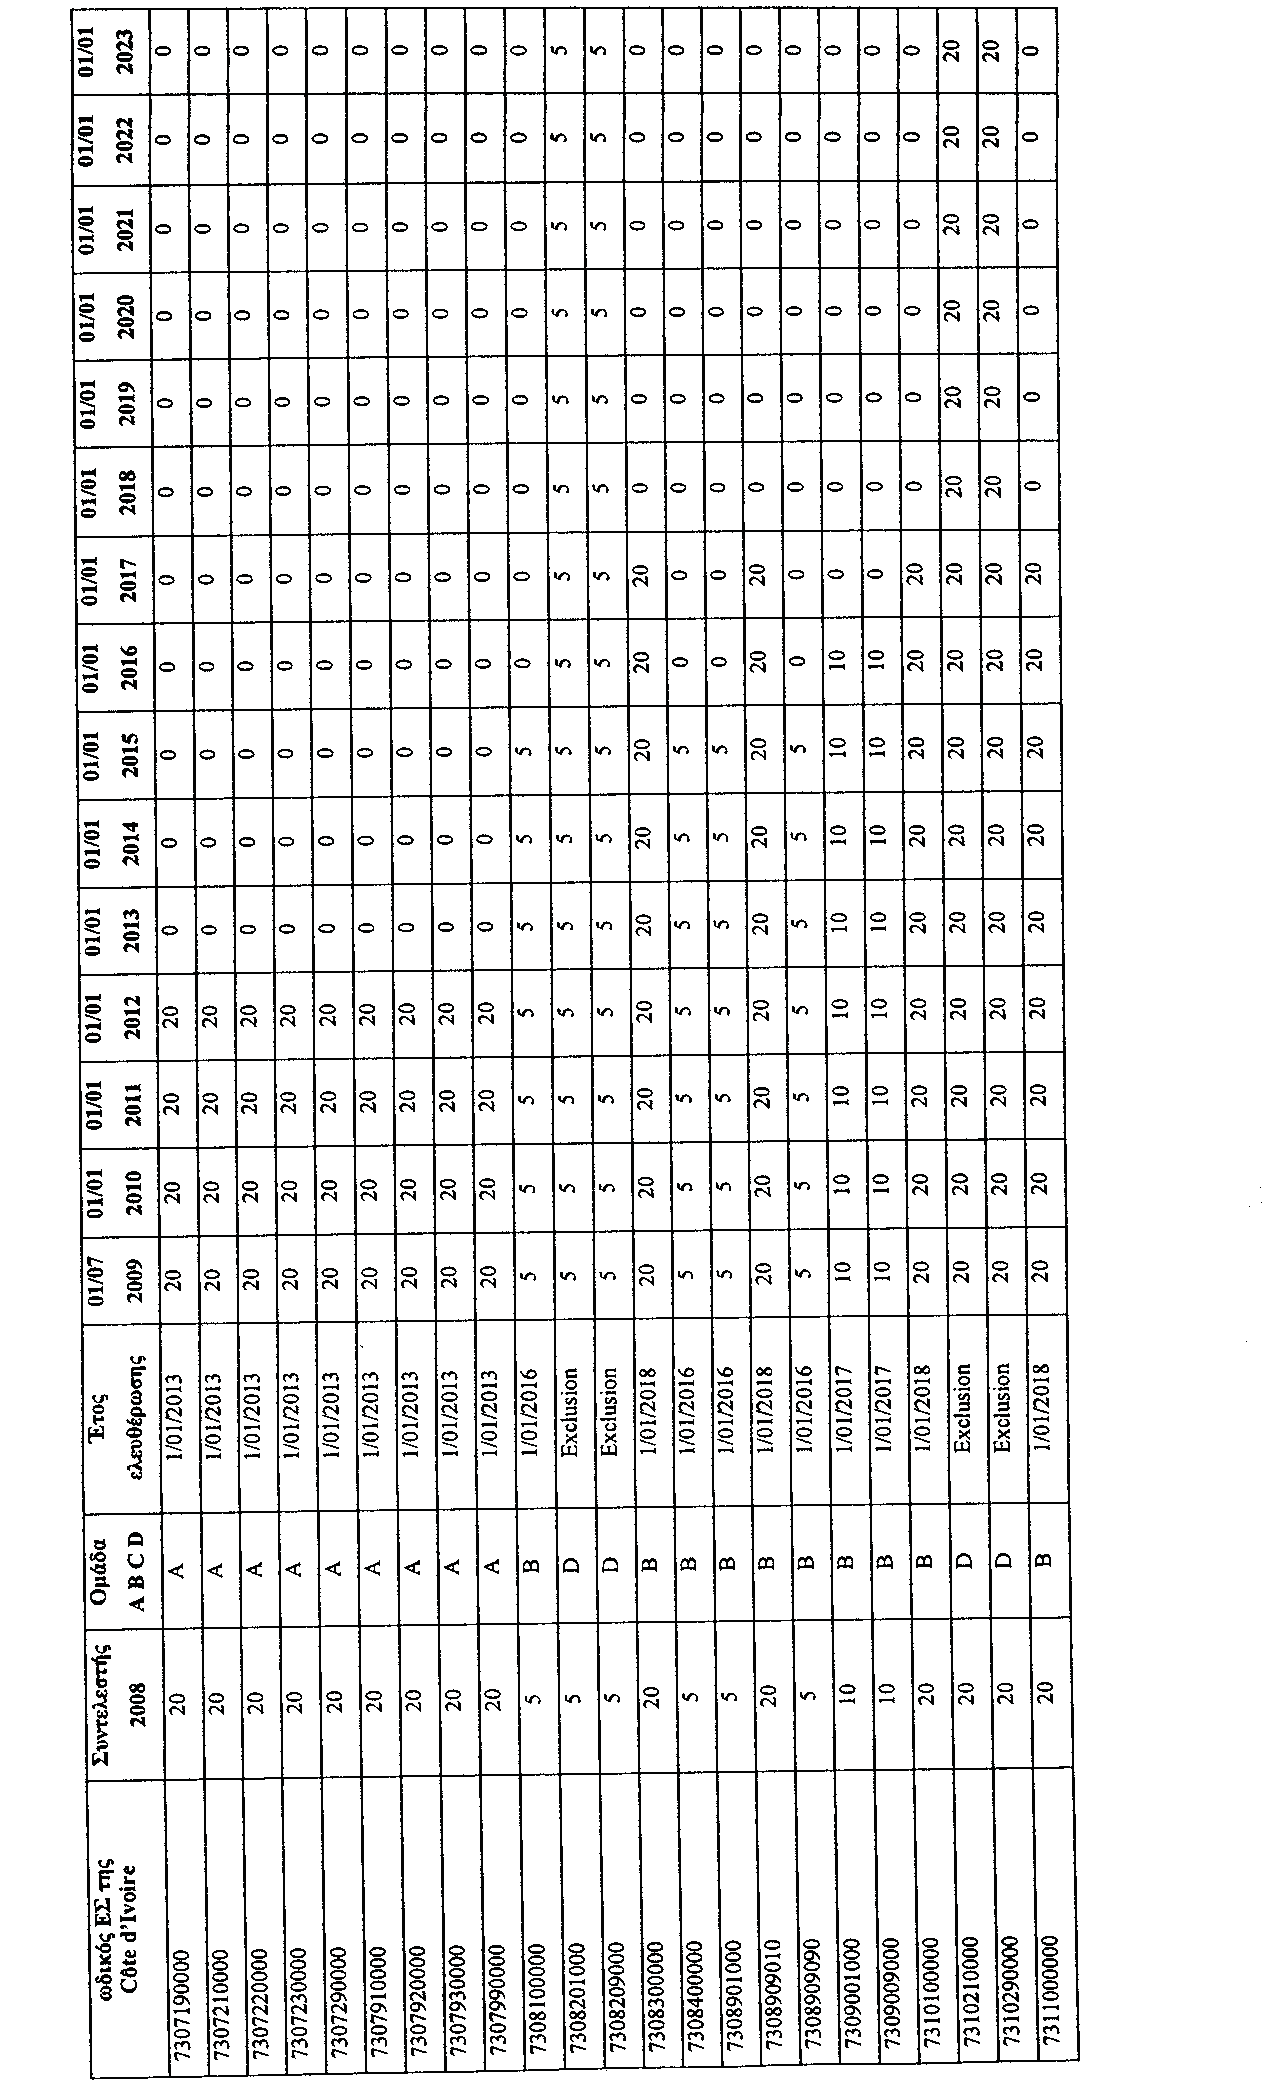 ωδικός ΕΣ της Côte d'Ivoire Συντελεστής 2008 Ομάδα A B C D Έτος ελευθέρωσης 01/07 2009 01/01 2010 01/01 2011 01/01 2012 01/01 2013 01/01 2014 01/01 2015 01/01 2016 01/01 2017 01/01 2018 01/01 2019 01/01 2020 01/01 2021 01/01 2022 01/01 2023
7307190000 20 A 1/01/2013 20 20 20 20 0 0 0 0 0 0 0 0 0 0 0
7307210000 20 A 1/01/2013 20 20 20 20 0 0 0 0 0 0 0 0 0 0 0
7307220000 20 A 1/01/2013 20 20 20 20 0 0 0 0 0 0 0 0 0 0 0
7307230000 20 A 1/01/2013 20 20 20 20 0 0 0 0 0 0 0 0 0 0 0
7307290000 20 A 1/01/2013 20 20 20 20 0 0 0 0 0 0 0 0 0 0 0
7307910000 20 A 1/01/2013 20 20 20 20 0 0 0 0 0 0 0 0 0 0 0
7307920000 20 A 1/01/2013 20 20 20 20 0 0 0 0 0 0 0 0 0 0 0
7307930000 20 A 1/01/2013 20 20 20 20 0 0 0 0 0 0 0 0 0 0 0
7307990000 20 A 1/01/2013 20 20 20 20 0 0 0 0 0 0 0 0 0 0 0
7308100000 5 B 1/01/2016 5 5 5 5 5 5 5 0 0 0 0 0 0 0 0
7308201000 5 D Exclusion 5 5 5 5 5 5 5 5 5 5 5 5 5 5 5
7308209000 5 D Exclusion 5 5 5 5 5 5 5 5 5 5 5 5 5 5 5
7308300000 20 B 1/01/2018 20 20 20 20 20 20 20 20 20 0 0 0 0 0 0
7308400000 5 B 1/01/2016 5 5 5 5 5 5 5 0 0 0 0 0 0 0 0
7308901000 5 B 1/01/2016 5 5 5 5 5 5 5 0 0 0 0 0 0 0 0
7308909010 20 B 1/01/2018 20 20 20 20 20 20 20 20 20 0 0 0 0 0 0
7308909090 5 B 1/01/2016 5 5 5 5 5 5 5 0 0 0 0 0 0 0 0
7309001000 10 B 1/01/2017 10 10 10 10 10 10 10 10 0 0 0 0 0 0 0
7309009000 10 B 1/01/2017 10 10 10 10 10 10 10 10 0 0 0 0 0 0 0
7310100000 20 B 1/01/2018 20 20 20 20 20 20 20 20 20 0 0 0 0 0 0
7310210000 20 D Exclusion 20 20 20 20 20 20 20 20 20 20 20 20 20 20 20
7310290000 20 D Exclusion 20 20 20 20 20 20 20 20 20 20 20 20 20 20 20
7311000000 20 B 1/01/2018 20 20 20 20 20 20 20 20 20 0 0 0 0 0 0